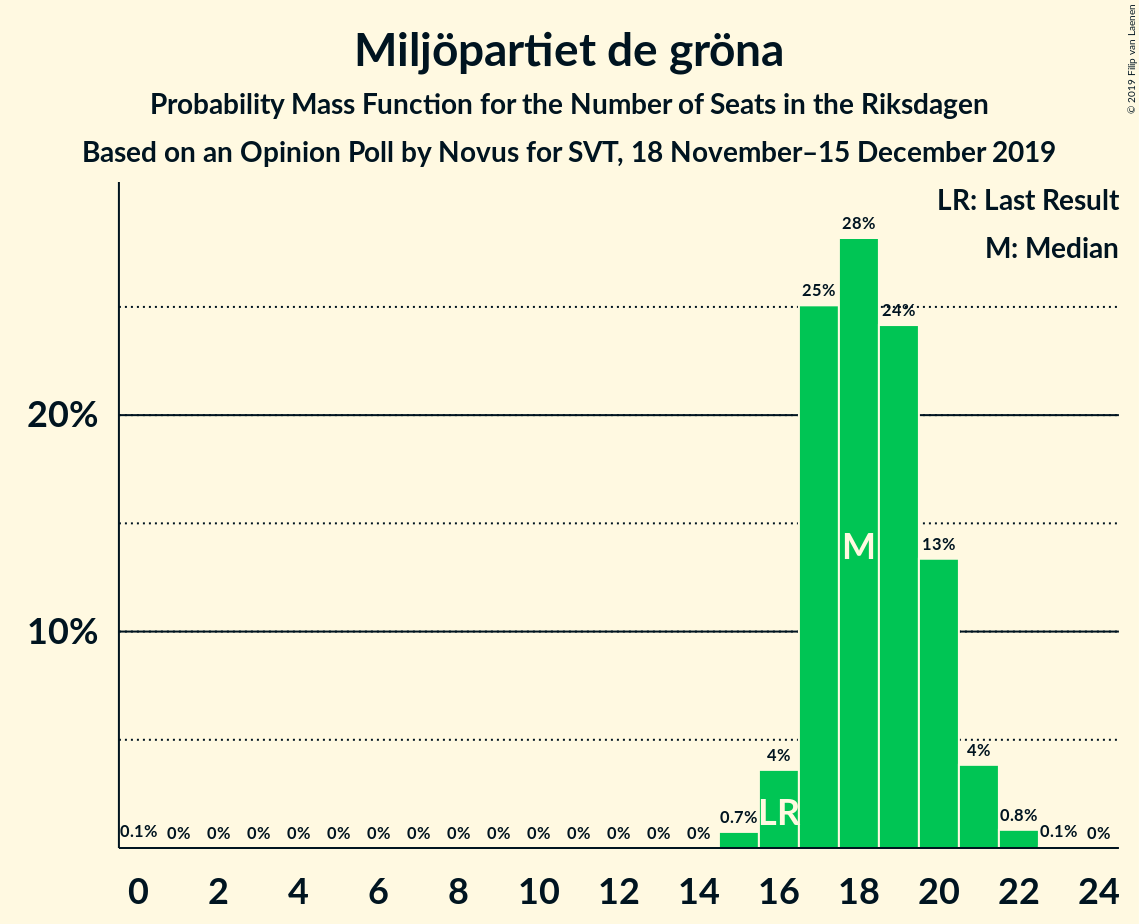 Miljöpartiet de gröna
Probability Mass Function for the Number of Seats in the Riksdagen
Based on an Opinion Poll by Novus for SVT, 18 November–15 December 2019
© 2019 Filip van Laenen
LR: Last Result
M: Median
28%
25%
24%
20%
M
13%
10%
4%
4%
LR
0.1% 0% 0% 0% 0% 0% 0% 0% 0% 0% 0% 0% 0% 0% 0% 0.7% 0.8% 0.1% 0%
0 2 4 6 8 10 12 14 16 18 20 22 24